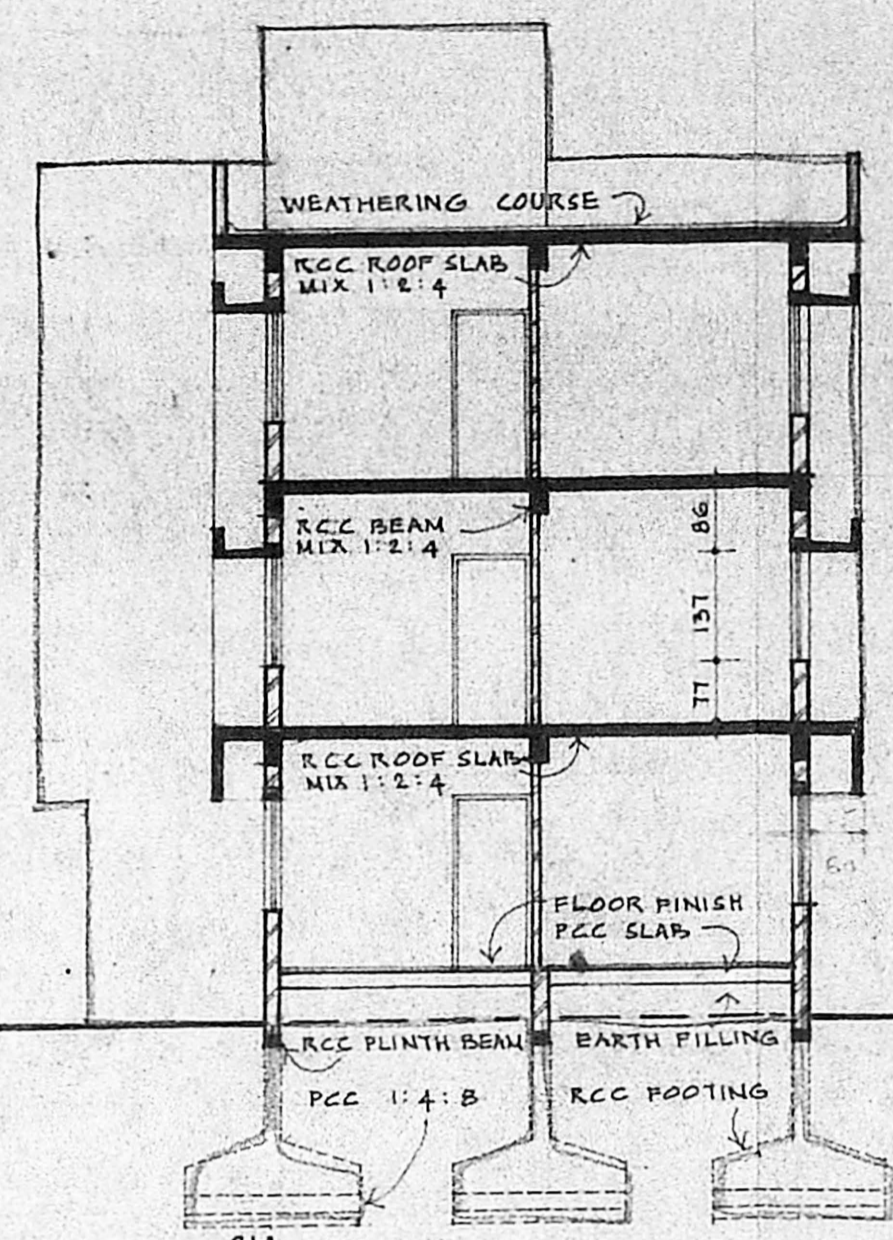 WEATHERING COURSE
RCC ROOF SLAB
MIX 1:2:4
RCC BEAM
MIX 1:2:4
86
137
77
RCC ROOF SLAB
MIX 1:2:4
FLOOR FINISH
PCC SLAB
RCC PLINTH BEAM
EARTH FILLING
PCC 1:4:8
RCC FOOTING